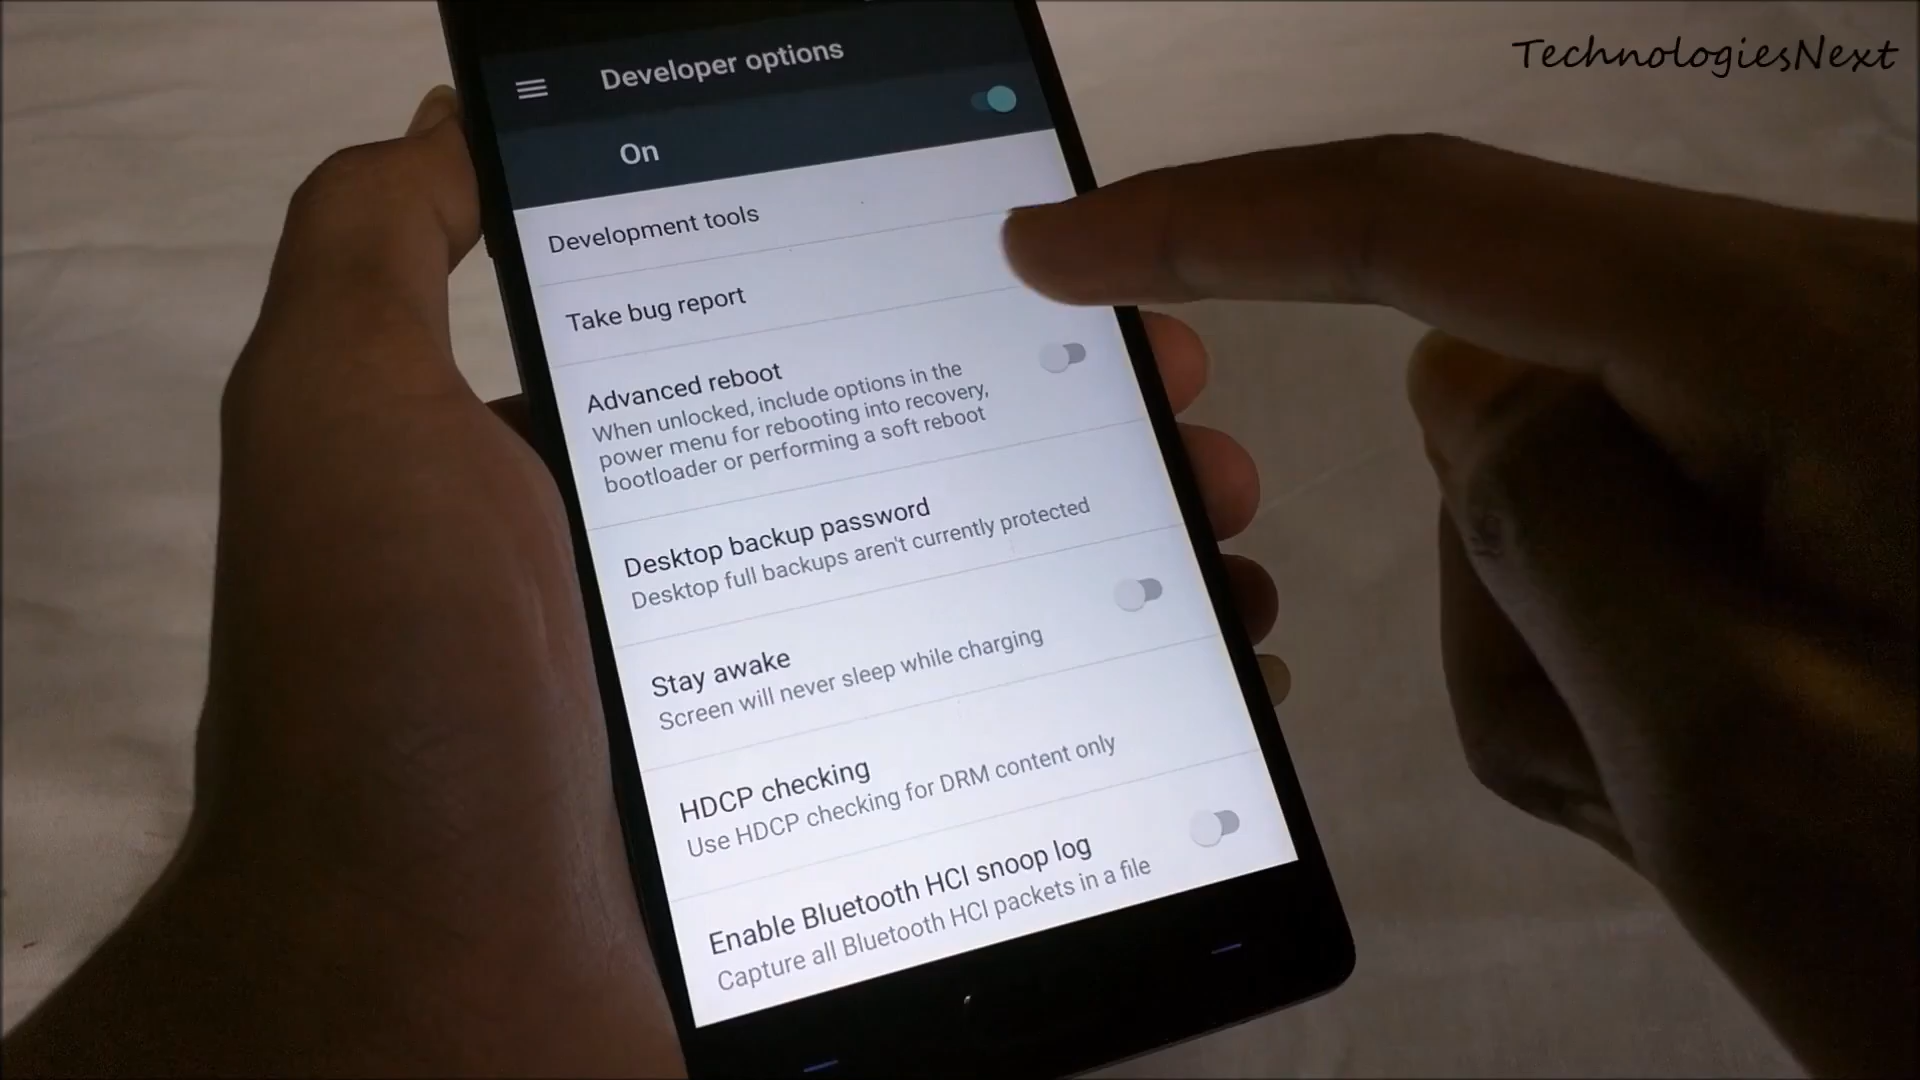 TechnologiesNext
Developer options
On
Development tools
Take bug report
Advanced reboot
When unlocked, include options in the
power menu for rebooting into recovery,
bootloader or performing a soft reboot
Desktop backup password
Desktop full backups aren't currently protected
Stay awake
Screen will never sleep while charging
HDCP checking
Use HDCP checking for DRM content only
Enable Bluetooth HCI snoop log
Capture all Bluetooth HCI packets in a file